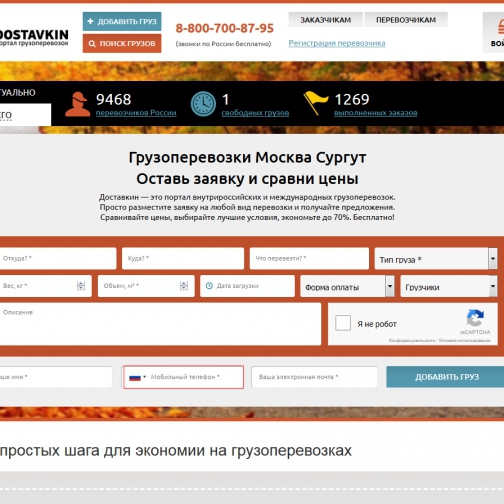 DOSTAVKIN
портал грузоперевозок
+ ДОБАВИТЬ ГРУЗ
ПОИСК ГРУЗОВ
8-800-700-87-95
(звонки по России бесплатно)
ЗАКАЗЧИКАМ
ПЕРЕВОЗЧИКАМ
Регистрация перевозчика
ВОЙ
ТУАЛЬНО
ЕГО
9468
перевозчиков России
1
свободных грузов
1269
выполненных заказов
Грузоперевозки Москва Сургут
Оставь заявку и сравни цены
Доставкин — это портал внутрироссийских и международных грузоперевозок.
Просто разместите заявку на любой вид перевозки и получайте предложения.
Сравнивайте цены, выбирайте лучшие условия, экономьте до 70%. Бесплатно!
Откуда? *
Куда? *
Что перевезти? *
Тип груза *
Вес, кг *
Объем, м³ *
Дата загрузки
Форма оплаты
Грузчики
Описание
Я не робот
reCAPTCHA
Конфиденциальность - Условия использования
аше имя *
Мобильный телефон *
Ваша электронная почта *
ДОБАВИТЬ ГРУЗ
простых шага для экономии на грузоперевозках